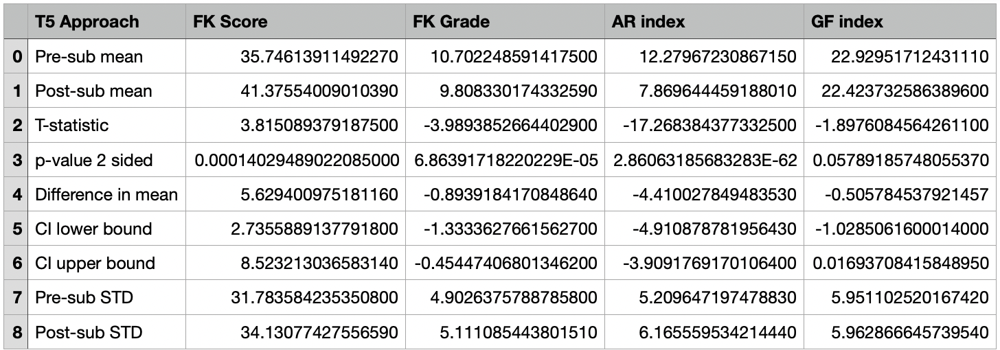 T5 Approach FK Score FK Grade AR index GF index
0 Pre-sub mean 35.74613911492270 10.702248591417500 12.27967230867150 22.92951712431110
1 Post-sub mean 41.37554009010390 9.808330174332590 7.869644459188010 22.423732586389600
2 T-statistic 3.815089379187500 -3.9893852664402900 -17.268384377332500 -1.8976084564261100
3 p-value 2 sided 0.00014029489022085000 6.86391718220229E-05 2.86063185683283E-62 0.05789185748055370
4 Difference in mean 5.629400975181160 -0.8939184170848640 -4.410027849483530 -0.505784537921457
5 CI lower bound 2.7355889137791800 -1.3333627661562700 -4.910878781956430 -1.0285061600014000
6 CI upper bound 8.523213036583140 -0.45447406801346200 -3.9091769170106400 0.01693708415848950
7 Pre-sub STD 31.783584235350800 4.9026375788785800 5.209647197478830 5.951102520167420
8 Post-sub STD 34.13077427556590 5.111085443801510 6.165559534214440 5.962866645739540